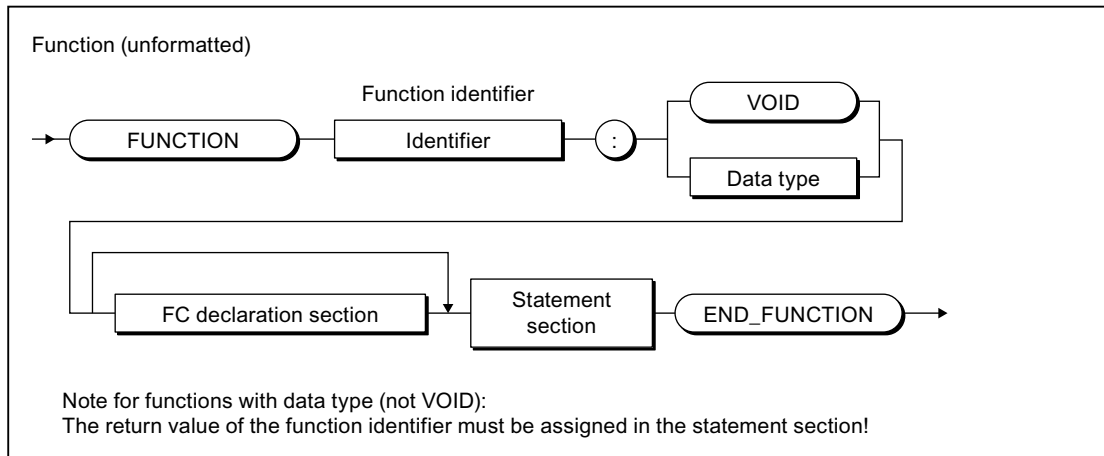 Function (unformatted)
Function identifier
FUNCTION
Identifier
:
VOID
Data type
FC declaration section
Statement
section
END_FUNCTION
Note for functions with data type (not VOID):
The return value of the function identifier must be assigned in the statement section!